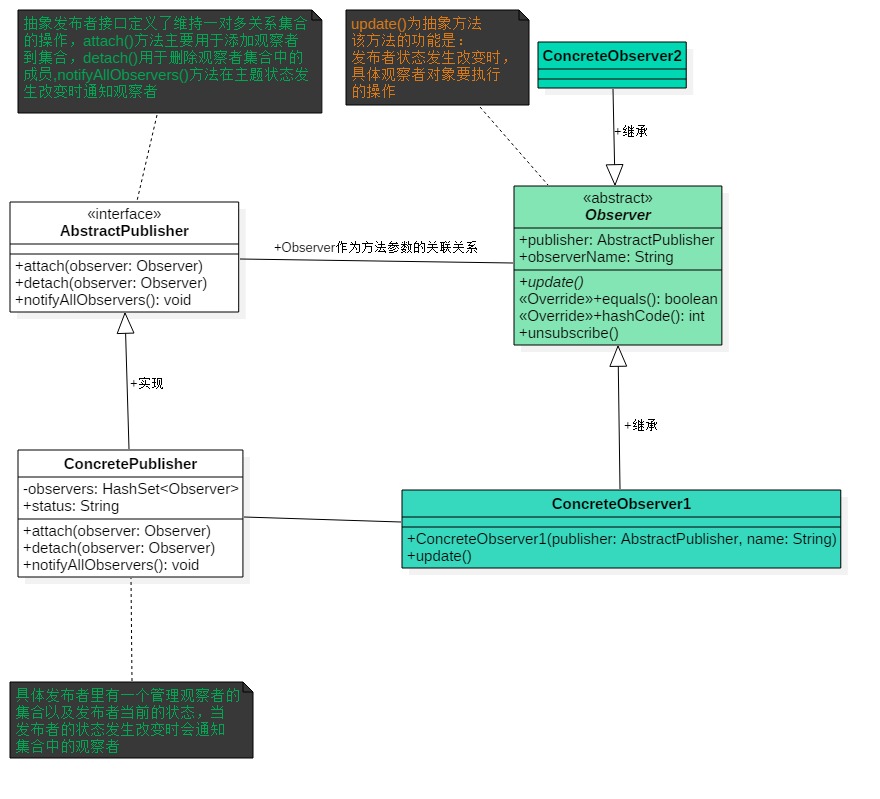 抽象发布者接口定义了维持一对多关系集合
的操作，attach()方法主要用于添加观察者
到集合，detach()用于删除观察者集合中的
成员,notifyAllObservers()方法在主题状态发
生改变时通知观察者
update()为抽象方法
该方法的功能是：
发布者状态发生改变时，
具体观察者对象要执行
的操作
ConcreteObserver2
+继承
«interface»
AbstractPublisher
+attach(observer: Observer)
+detach(observer: Observer)
+notifyAllObservers(): void
+Observer作为方法参数的关联关系
«abstract»
Observer
+publisher: AbstractPublisher
+observerName: String
+update()
«Override»+equals(): boolean
«Override»+hashCode(): int
+unsubscribe()
+实现
+继承
ConcretePublisher
-observers: HashSet<Observer>
+status: String
+attach(observer: Observer)
+detach(observer: Observer)
+notifyAllObservers(): void
ConcreteObserver1
+ConcreteObserver1(publisher: AbstractPublisher, name: String)
+update()
具体发布者里有一个管理观察者的
集合以及发布者当前的状态，当
发布者的状态发生改变时会通知
集合中的观察者